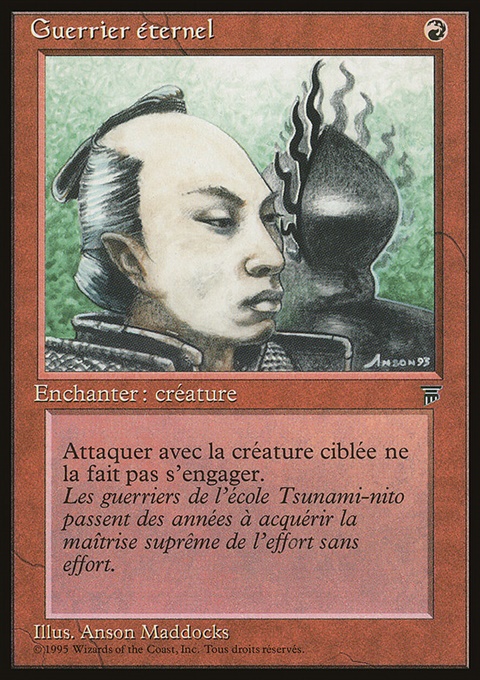 Guerrier éternel
ANSON 93
Enchanter : créature
Attaquer avec la créature ciblée ne
la fait pas s'engager.
Les guerriers de l'école Tsunami-nito
passent des années à acquérir la
maîtrise suprême de l'effort sans
effort.
Illus. Anson Maddocks
©1995 Wizards of the Coast, Inc. Tous droits réservés.